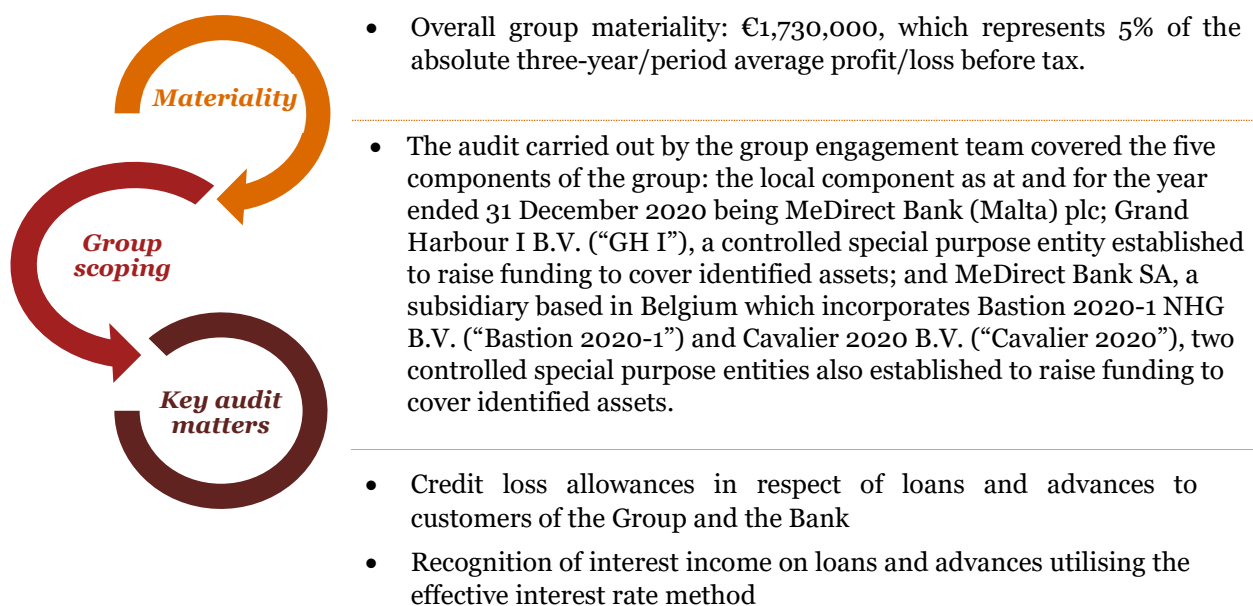 Materiality
• Overall group materiality: €1,730,000, which represents 5% of the
absolute three-year/period average profit/loss before tax.
Group
scoping
• The audit carried out by the group engagement team covered the five
components of the group: the local component as at and for the year
ended 31 December 2020 being MeDirect Bank (Malta) plc; Grand
Harbour I B.V. (“GH I”), a controlled special purpose entity established
to raise funding to cover identified assets; and MeDirect Bank SA, a
subsidiary based in Belgium which incorporates Bastion 2020-1 NHG
B.V. (“Bastion 2020-1”) and Cavalier 2020 B.V. (“Cavalier 2020”), two
controlled special purpose entities also established to raise funding to
cover identified assets.
Key audit
matters
• Credit loss allowances in respect of loans and advances to
customers of the Group and the Bank
• Recognition of interest income on loans and advances utilising the
effective interest rate method